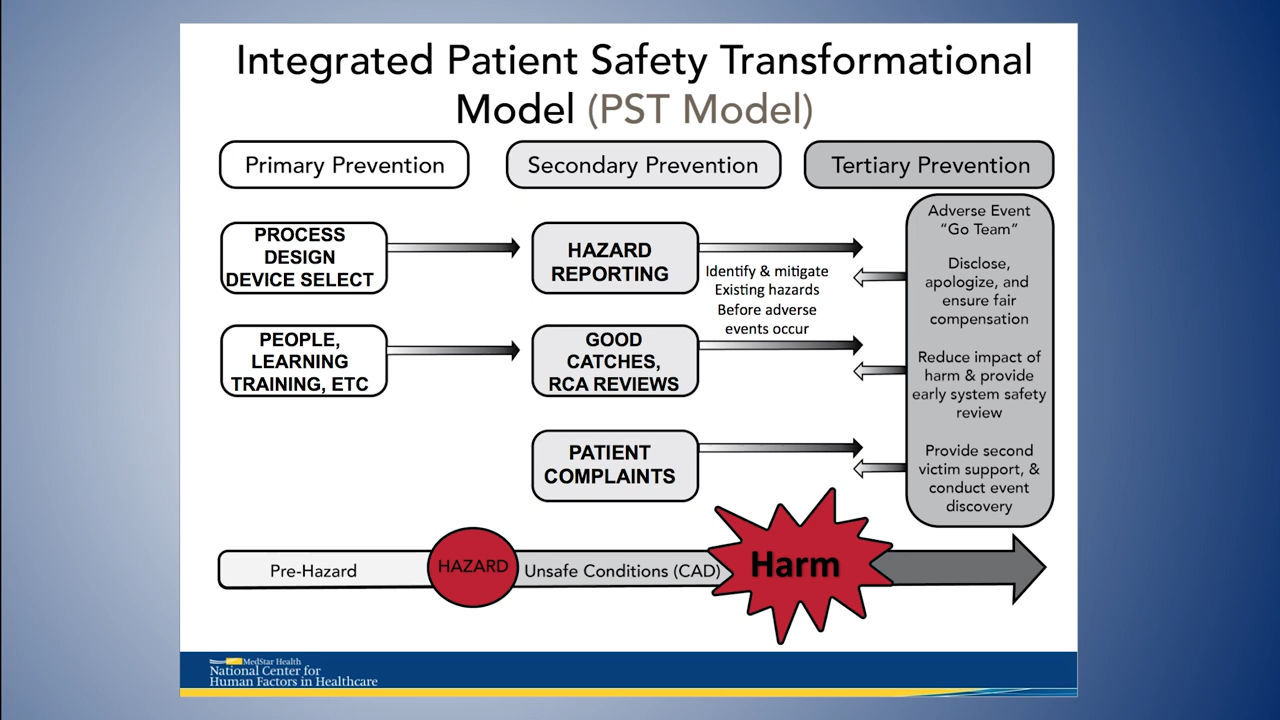 Integrated Patient Safety Transformational
Model (PST Model)
Primary Prevention
Secondary Prevention
Tertiary Prevention
PROCESS
DESIGN
DEVICE SELECT
PEOPLE,
LEARNING
TRAINING, ETC
HAZARD
REPORTING
GOOD
CATCHES,
RCA REVIEWS
PATIENT
COMPLAINTS
Identify & mitigate
Existing hazards
Before adverse
events occur
Adverse Event
"Go Team"
Disclose,
apologize, and
ensure fair
compensation
Reduce impact of
harm & provide
early system safety
review
Provide second
victim support, &
conduct event
discovery
Pre-Hazard
HAZARD
Unsafe Conditions (CAD)
Harm
MedStar Health
National Center for
Human Factors in Healthcare